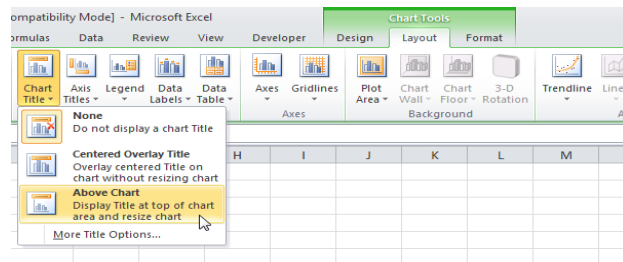 ompatibility Mode] - Microsoft Excel
Chart Tools
ormulas Data Review View Developer Design Layout Format
Chart Title Axis Titles Legend Data Labels Data Table Axes Gridlines Plot Area Chart Wall Chart Floor 3-D Rotation Trendline Line
Axes Background A
None
Do not display a chart Title
Centered Overlay Title
Overlay centered Title on
chart without resizing chart
Above Chart
Display Title at top of chart
area and resize chart
More Title Options...
H I J K L M